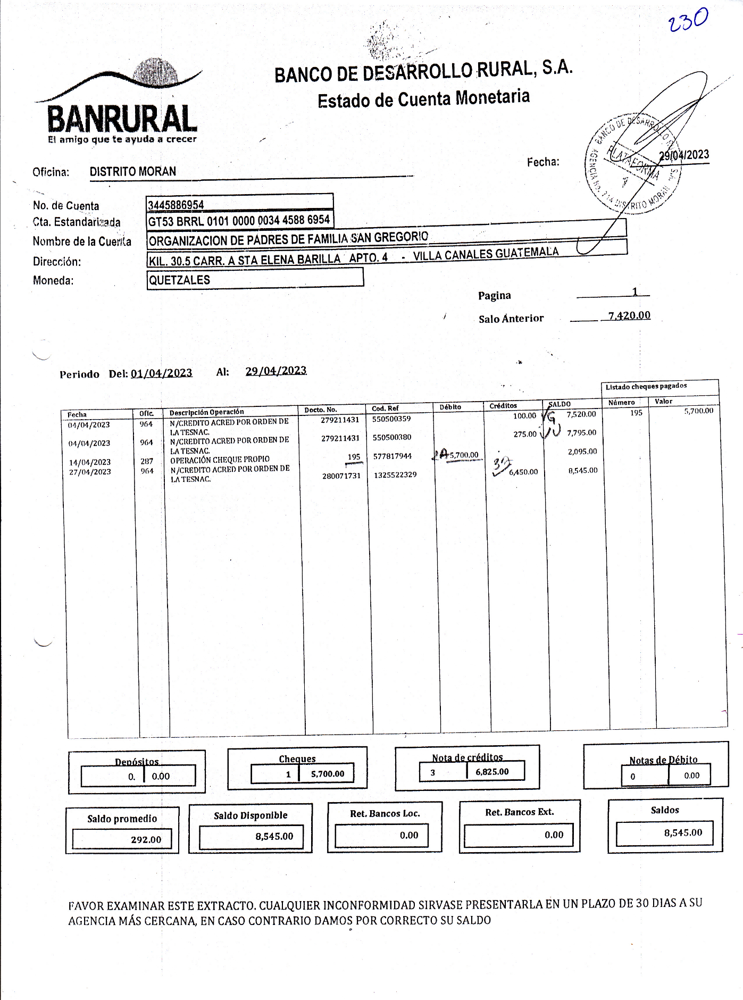 230
BANCO DE DESARROLLO RURAL, S.A.
Estado de Cuenta Monetaria
BANRURAL
El amigo que te ayuda a crecer
BANCO DE DESARROLLO RURAL S.A.
AGENCIA No. 714 DISTRITO MORAN
PLATAFORMA
1
Fecha: 29/04/2023
Oficina: DISTRITO MORAN
No. de Cuenta 3445886954
Cta. Estandarizada GT53 BRRL 0101 0000 0034 4588 6954
Nombre de la Cuenta ORGANIZACION DE PADRES DE FAMILIA SAN GREGORIO
Dirección: KIL. 30.5 CARR. A STA ELENA BARILLA APTO. 4 - VILLA CANALES GUATEMALA
Moneda: QUETZALES
Pagina 1
Salo Anterior 7,420.00
Periodo Del: 01/04/2023 Al: 29/04/2023
Listado cheques pagados
Fecha Ofic. Descripción Operación Docto. No. Cod. Ref Débito Créditos SALDO Número Valor
04/04/2023 964 N/CREDITO ACRED POR ORDEN DE LA TESNAC. 279211431 550500359 100.00 7,520.00 195 5,700.00
04/04/2023 964 N/CREDITO ACRED POR ORDEN DE LA TESNAC. 279211431 550500380 275.00 7,795.00
14/04/2023 287 OPERACIÓN CHEQUE PROPIO 195 577817944 5,700.00 2,095.00
27/04/2023 964 N/CREDITO ACRED POR ORDEN DE LA TESNAC. 280071731 1325522329 6,450.00 8,545.00
Depósitos
0. 0.00
Cheques
1 5,700.00
Nota de créditos
3 6,825.00
Notas de Débito
0 0.00
Saldo promedio
292.00
Saldo Disponible
8,545.00
Ret. Bancos Loc.
0.00
Ret. Bancos Ext.
0.00
Saldos
8,545.00
FAVOR EXAMINAR ESTE EXTRACTO. CUALQUIER INCONFORMIDAD SIRVASE PRESENTARLA EN UN PLAZO DE 30 DIAS A SU
AGENCIA MÁS CERCANA, EN CASO CONTRARIO DAMOS POR CORRECTO SU SALDO